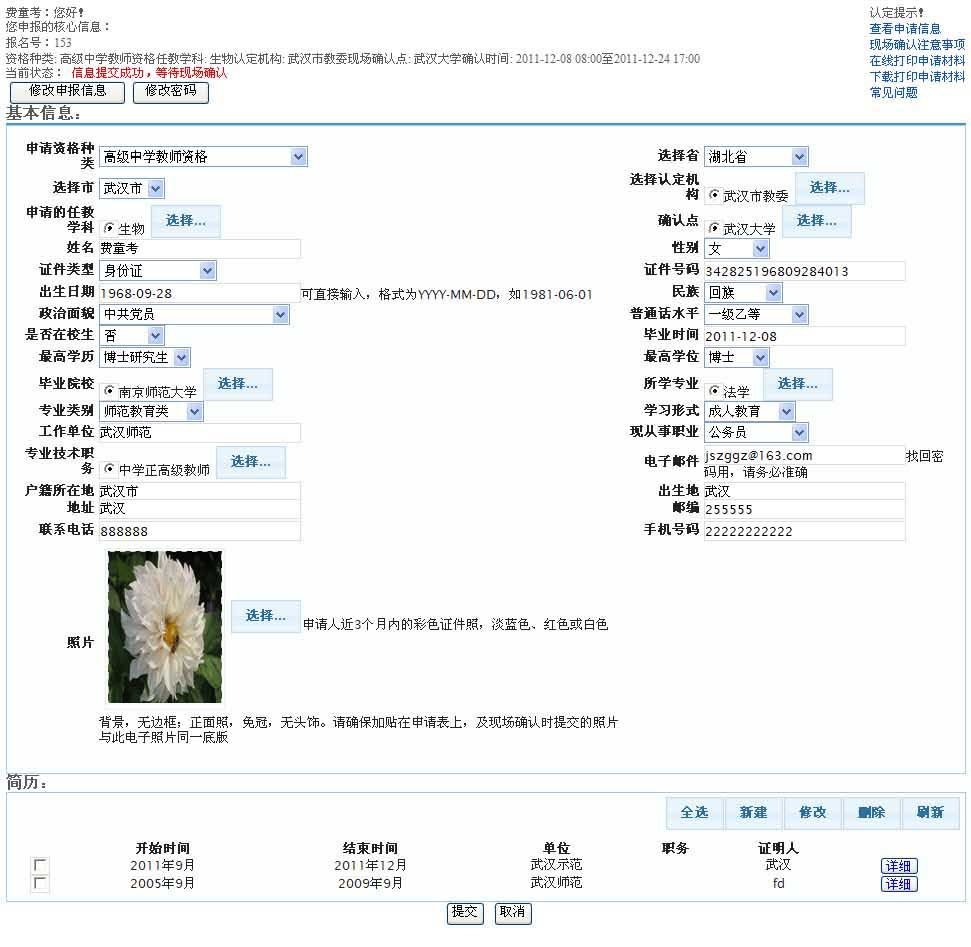 费童考：您好！
您申报的核心信息：
报名号：153
资格种类: 高级中学教师资格任教学科: 生物认定机构: 武汉市教委现场确认点: 武汉大学确认时间: 2011-12-08 08:00至2011-12-24 17:00
当前状态： 信息提交成功，等待现场确认
修改申报信息 修改密码
认定提示！
查看申请信息
现场确认注意事项
在线打印申请材料
下载打印申请材料
常见问题
基本信息：
申请资格种类 高级中学教师资格 选择省 湖北省
选择市 武汉市 选择认定机构 武汉市教委 选择...
申请的任教学科 生物 选择... 确认点 武汉大学 选择...
姓名 费童考 性别 女
证件类型 身份证 证件号码 342825196809284013
出生日期 1968-09-28 可直接输入，格式为YYYY-MM-DD，如1981-06-01 民族 回族
政治面貌 中共党员 普通话水平 一级乙等
是否在校生 否 毕业时间 2011-12-08
最高学历 博士研究生 最高学位 博士
毕业院校 南京师范大学 选择... 所学专业 法学 选择...
专业类别 师范教育类 学习形式 成人教育
工作单位 武汉师范 现从事职业 公务员
专业技术职务 中学正高级教师 选择... 电子邮件 jszggz@163.com 找回密码用，请务必准确
户籍所在地 武汉市 出生地 武汉
地址 武汉 邮编 255555
联系电话 888888 手机号码 22222222222
照片 选择... 申请人近3个月内的彩色证件照，淡蓝色、红色或白色
背景，无边框；正面照，免冠，无头饰。请确保加贴在申请表上，及现场确认时提交的照片
与此电子照片同一底版
简历：
全选 新建 修改 删除 刷新
开始时间 结束时间 单位 职务 证明人
2011年9月 2011年12月 武汉示范 武汉 详细
2005年9月 2009年9月 武汉师范 fd 详细
提交 取消